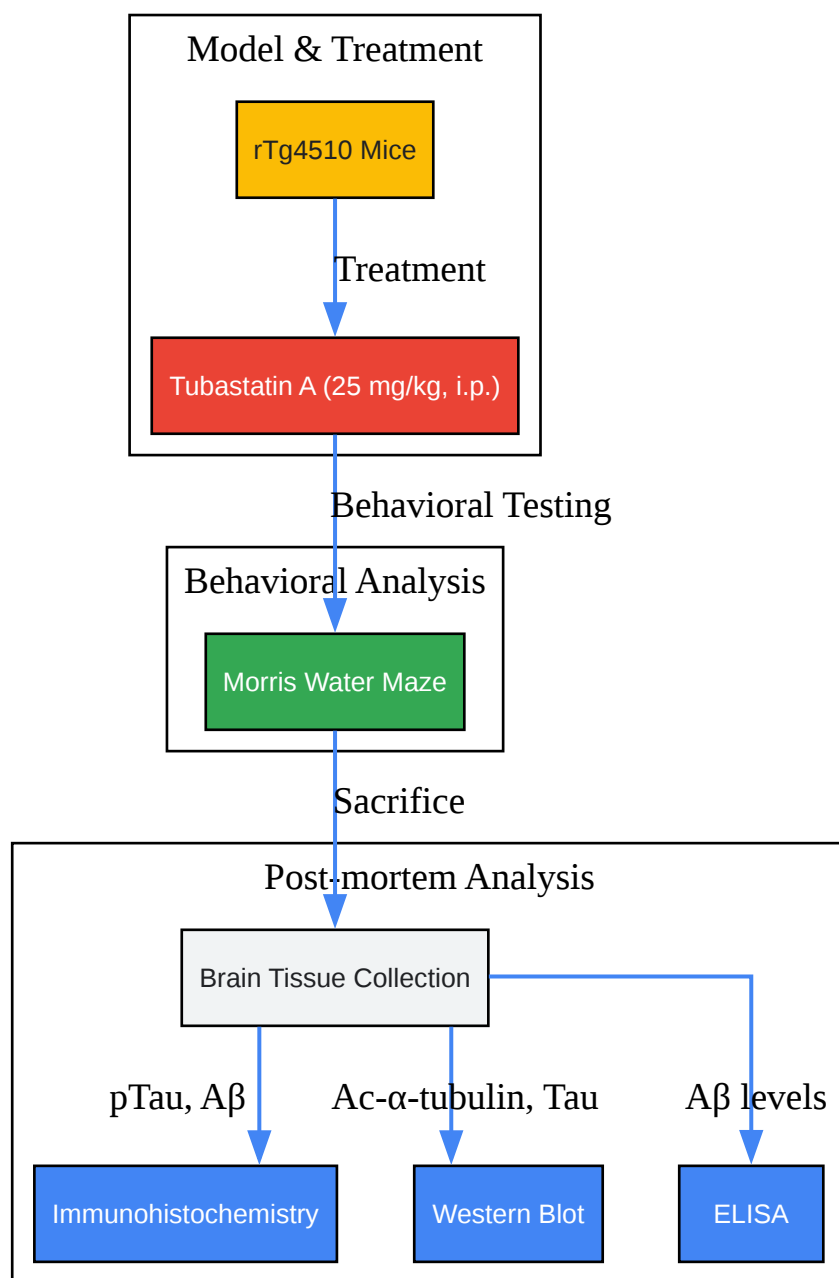 Model & Treatment
rTg4510 Mice
Treatment
Tubastatin A (25 mg/kg, i.p.)
Behavioral Testing
Behavioral Analysis
Morris Water Maze
Sacrifice
Post-mortem Analysis
Brain Tissue Collection
pTau, Aβ
Ac-α-tubulin, Tau
Aβ levels
Immunohistochemistry
Western Blot
ELISA